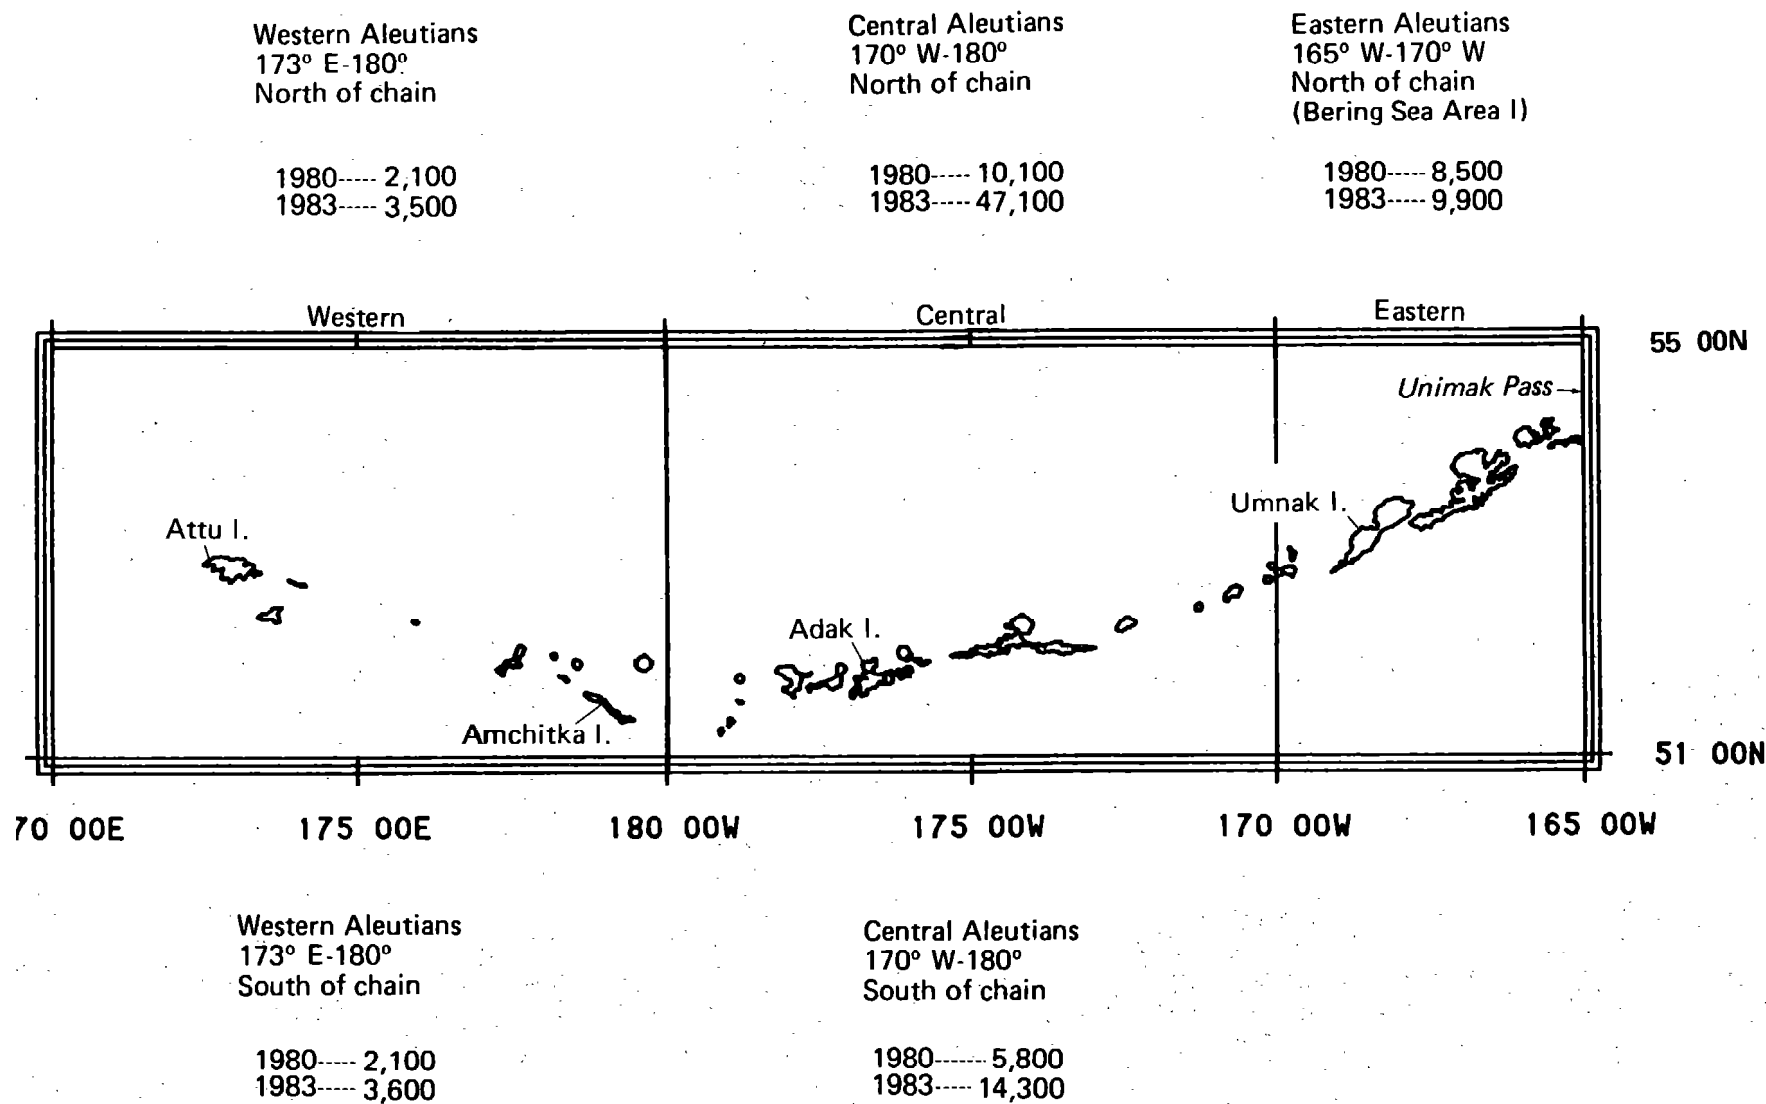 Western Aleutians
173° E-180°
North of chain
1980-----2,100
1983-----3,500
Central Aleutians
170° W-180°
North of chain
1980-----10,100
1983-----47,100
Eastern Aleutians
165° W-170° W
North of chain
(Bering Sea Area I)
1980-----8,500
1983-----9,900
Western
Central
Eastern
55 00N
Unimak Pass
Umnak I.
Attu I.
Adak I.
Amchitka I.
51 00N
70 00E
175 00E
180 00W
175 00W
170 00W
165 00W
Western Aleutians
173° E-180°
South of chain
1980-----2,100
1983-----3,600
Central Aleutians
170° W-180°
South of chain
1980-------5,800
1983-----14,300